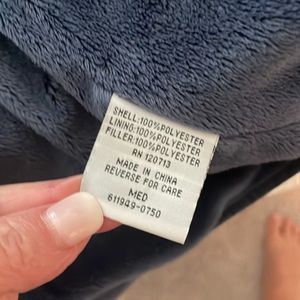 SHELL:100%POLYESTER
LINING:100%POLYESTER
FILLER:100%POLYESTER
RN 120713
MADE IN CHINA
REVERSE FOR CARE
MED
611949-0750